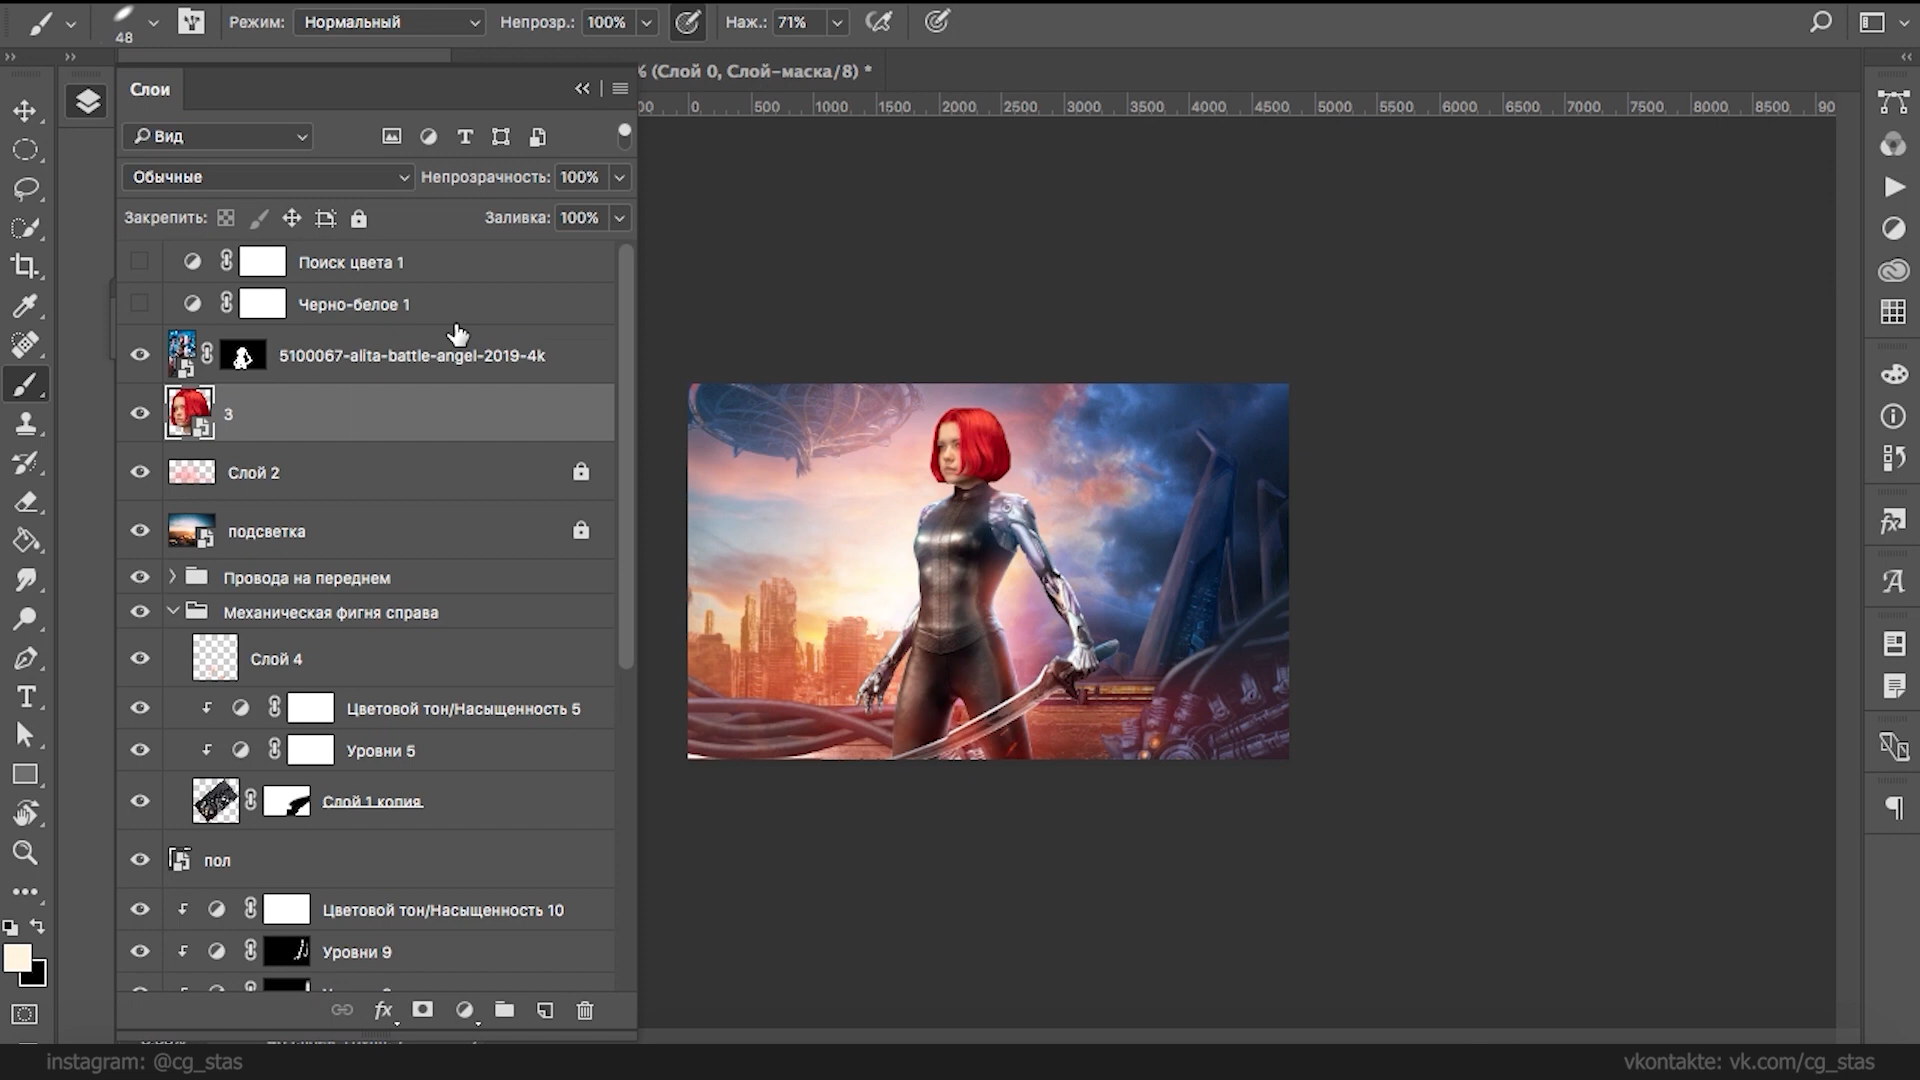 48
Режим:
Нормальный
Непрозр.:
100%
Наж.:
71%
Слои
% (Слой 0, Слой-маска/8) *
00 0 500 1000 1500 2000 2500 3000 3500 4000 4500 5000 5500 6000 6500 7000 7500 8000 8500 90
Вид
Обычные
Непрозрачность: 100%
Закрепить:
Заливка: 100%
Поиск цвета 1
Черно-белое 1
5100067-alita-battle-angel-2019-4k
3
Слой 2
подсветка
Провода на переднем
Механическая фигня справа
Слой 4
Цветовой тон/Насыщенность 5
Уровни 5
Слой 1 копия
пол
Цветовой тон/Насыщенность 10
Уровни 9
fx
instagram: @cg_stas
vkontakte: vk.com/cg_stas